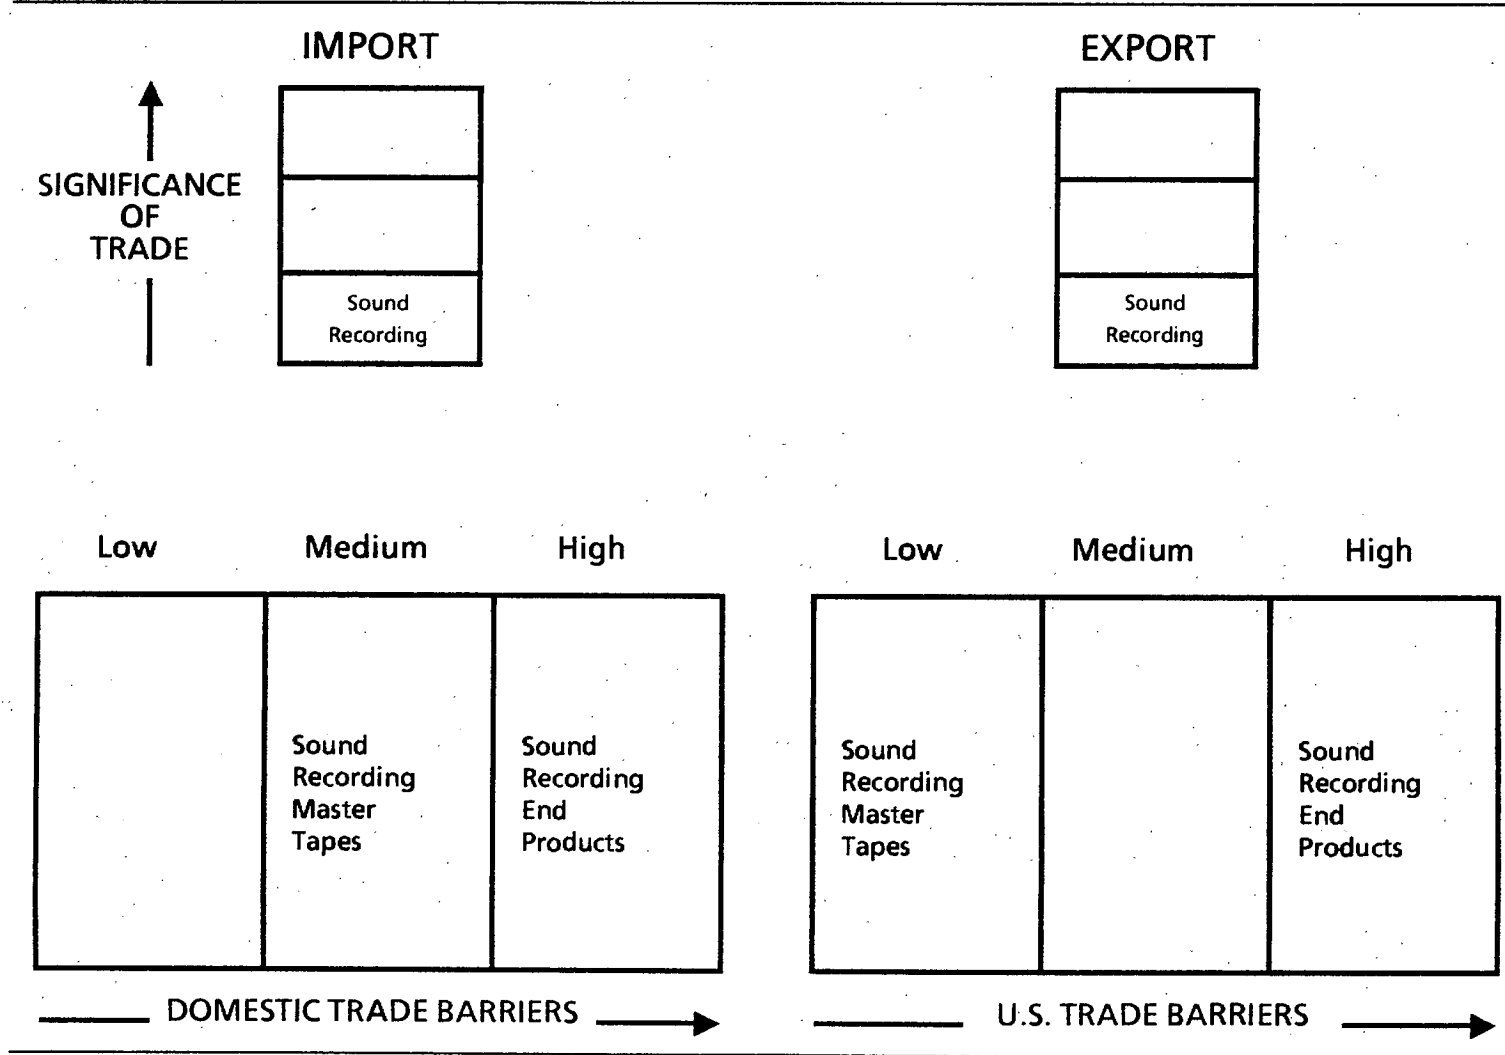 IMPORT
EXPORT
SIGNIFICANCE
OF
TRADE
Sound
Recording
Sound
Recording
Low
Medium
High
Low
Medium
High
Sound
Recording
Master
Tapes
Sound
Recording
End
Products
Sound
Recording
Master
Tapes
Sound
Recording
End
Products
DOMESTIC TRADE BARRIERS
U.S. TRADE BARRIERS